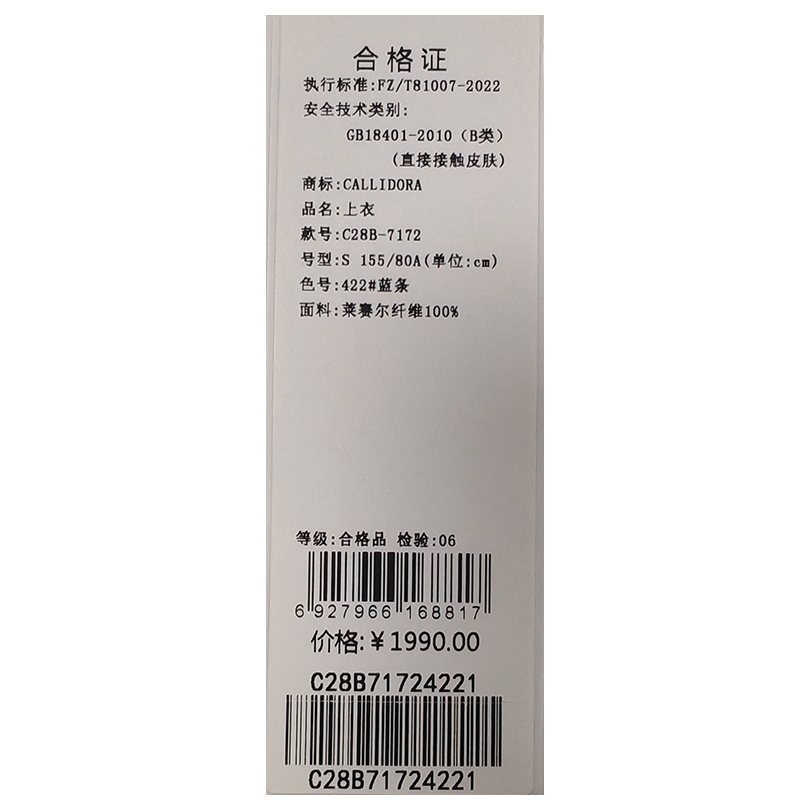 合格证
执行标准:FZ/T81007-2022
安全技术类别:
GB18401-2010（B类）
(直接接触皮肤)
商标:CALLIDORA
品名:上衣
款号:C28B-7172
号型:S 155/80A(单位:cm)
色号:422#蓝条
面料:莱赛尔纤维100%
等级:合格品 检验:06
6 927966 168817
价格:￥1990.00
C28B71724221
C28B71724221